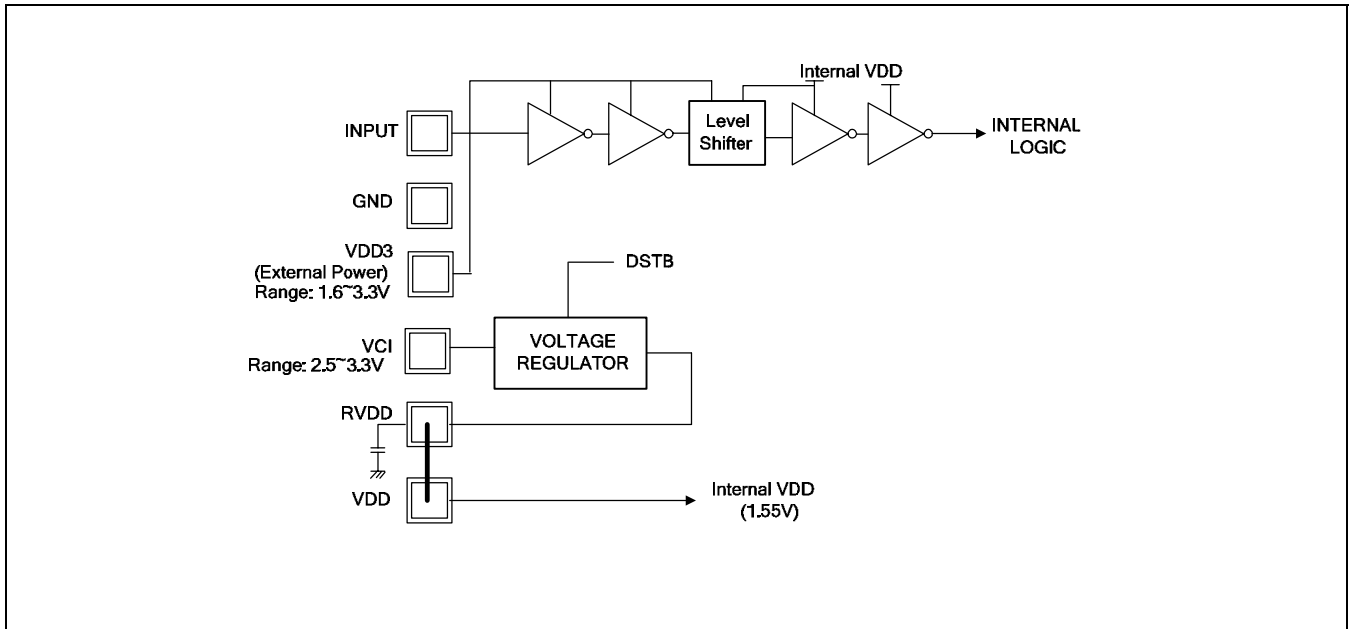 Internal VDD
INPUT
Level
Shifter
INTERNAL
LOGIC
GND
VDD3
(External Power)
Range: 1.6~3.3V
DSTB
VCI
Range: 2.5~3.3V
VOLTAGE
REGULATOR
RVDD
VDD
Internal VDD
(1.55V)